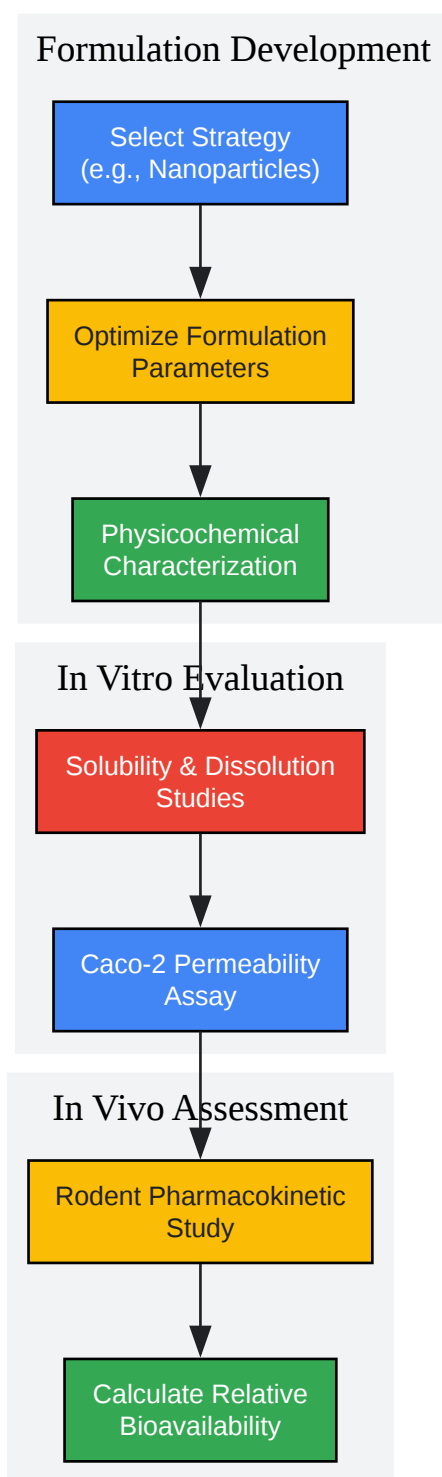 Formulation Development
Select Strategy
(e.g., Nanoparticles)
Optimize Formulation
Parameters
Physicochemical
Characterization
In Vitro Evaluation
Solubility & Dissolution
Studies
Caco-2 Permeability
Assay
In Vivo Assessment
Rodent Pharmacokinetic
Study
Calculate Relative
Bioavailability